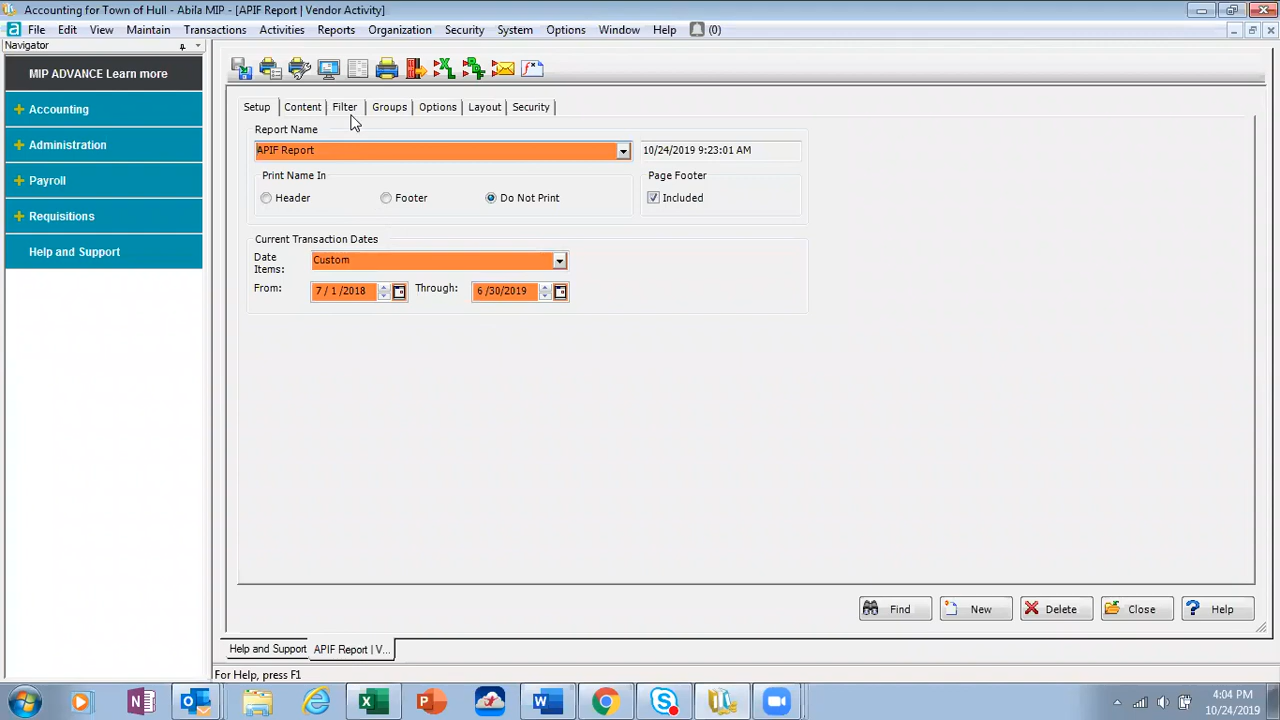 Accounting for Town of Hull - Abila MIP - [APIF Report | Vendor Activity]
File Edit View Maintain Transactions Activities Reports Organization Security System Options Window Help (0)
Navigator
MIP ADVANCE Learn more
Accounting
Administration
Payroll
Requisitions
Help and Support
Setup Content Filter Groups Options Layout Security
Report Name
APIF Report 10/24/2019 9:23:01 AM
Print Name In Page Footer
Header Footer Do Not Print Included
Current Transaction Dates
Date Items: Custom
From: 7 / 1 /2018 Through: 6 /30/2019
Find New Delete Close Help
Help and Support APIF Report | V...
For Help, press F1
4:04 PM
10/24/2019